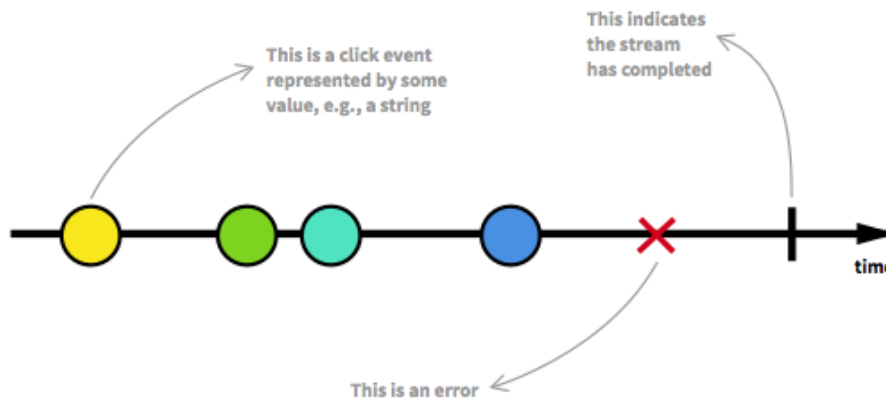 This is a click event
represented by some
value, e.g., a string
This indicates
the stream
has completed
time
This is an error